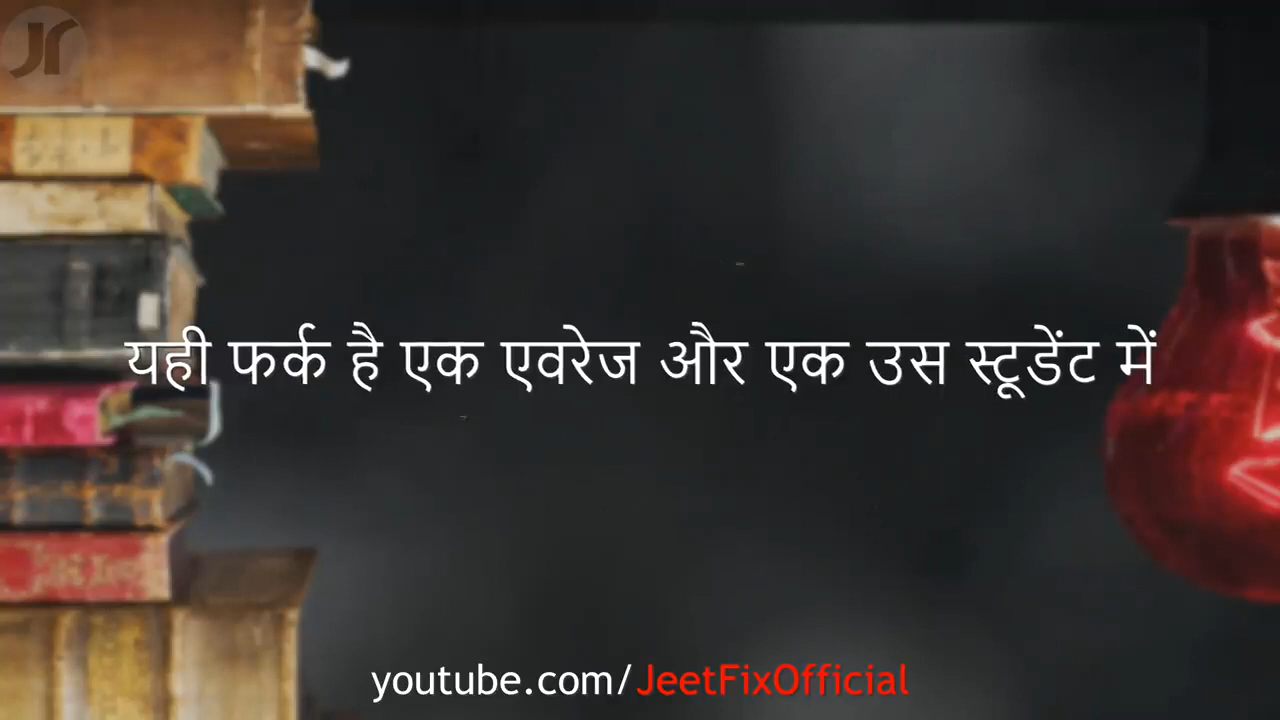 यही फर्क है एक एवरेज और एक उस स्टूडेंट में
youtube.com/JeetFixOfficial